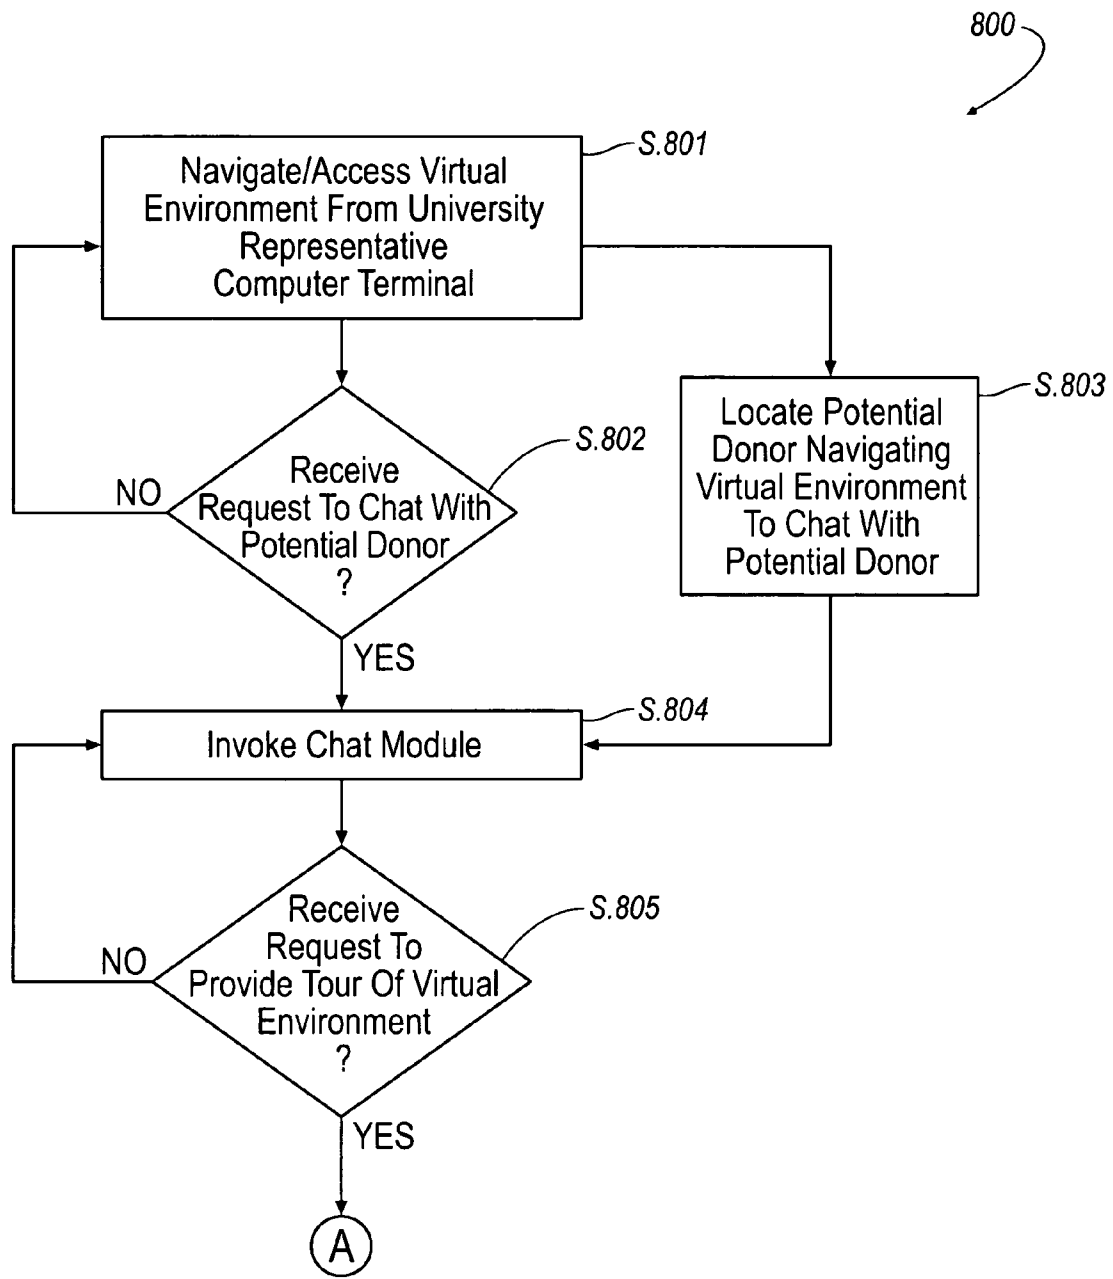 800
S.801
Navigate/Access Virtual
Environment From University
Representative
Computer Terminal
S.802
Receive
Request To Chat With
Potential Donor
?
NO
YES
S.803
Locate Potential
Donor Navigating
Virtual Environment
To Chat With
Potential Donor
S.804
Invoke Chat Module
S.805
Receive
Request To
Provide Tour Of Virtual
Environment
?
NO
YES
A